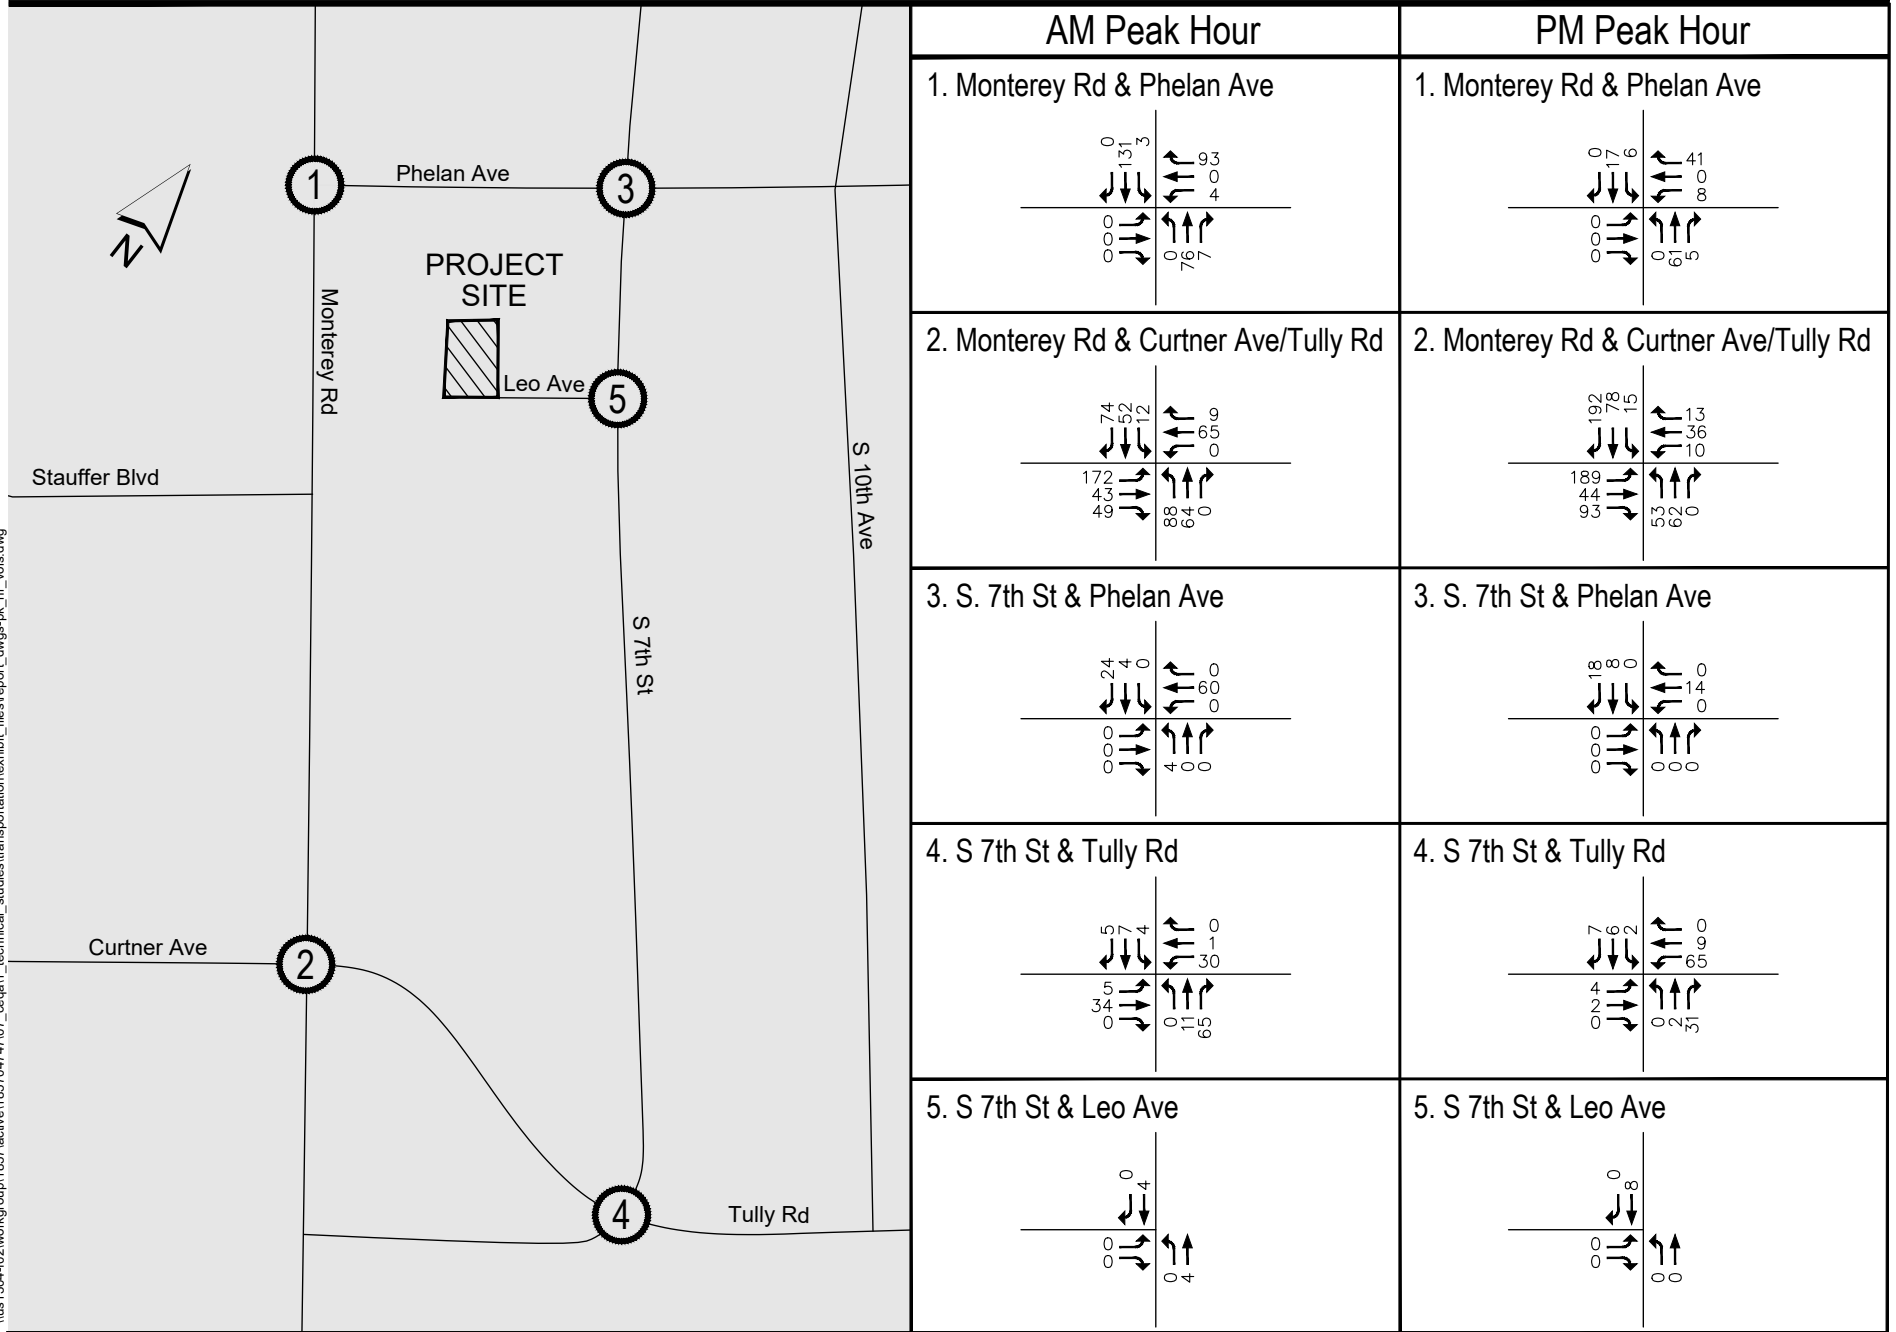 AM Peak Hour
PM Peak Hour
Phelan Ave
PROJECT
SITE
Leo Ave
Monterey Rd
Stauffer Blvd
S 10th Ave
S 7th St
Curtner Ave
Tully Rd
N
1
3
5
2
4
1. Monterey Rd & Phelan Ave
0 131 3
93
0
4
0
0
0
0 76 7
1. Monterey Rd & Phelan Ave
0 117 6
41
0
8
0
0
0
0 61 5
2. Monterey Rd & Curtner Ave/Tully Rd
74 52 12
9
65
0
172
43
49
88 64 0
2. Monterey Rd & Curtner Ave/Tully Rd
192 78 15
13
36
10
189
44
93
53 62 0
3. S. 7th St & Phelan Ave
24 4 0
0
60
0
0
0
0
4 0 0
3. S. 7th St & Phelan Ave
18 8 0
0
14
0
0
0
0
0 0 0
4. S 7th St & Tully Rd
5 7 4
0
1
30
5
34
0
0 11 65
4. S 7th St & Tully Rd
7 6 2
0
9
65
4
2
0
0 2 31
5. S 7th St & Leo Ave
0 4
0
0
0 4
5. S 7th St & Leo Ave
0 8
0
0
0 0